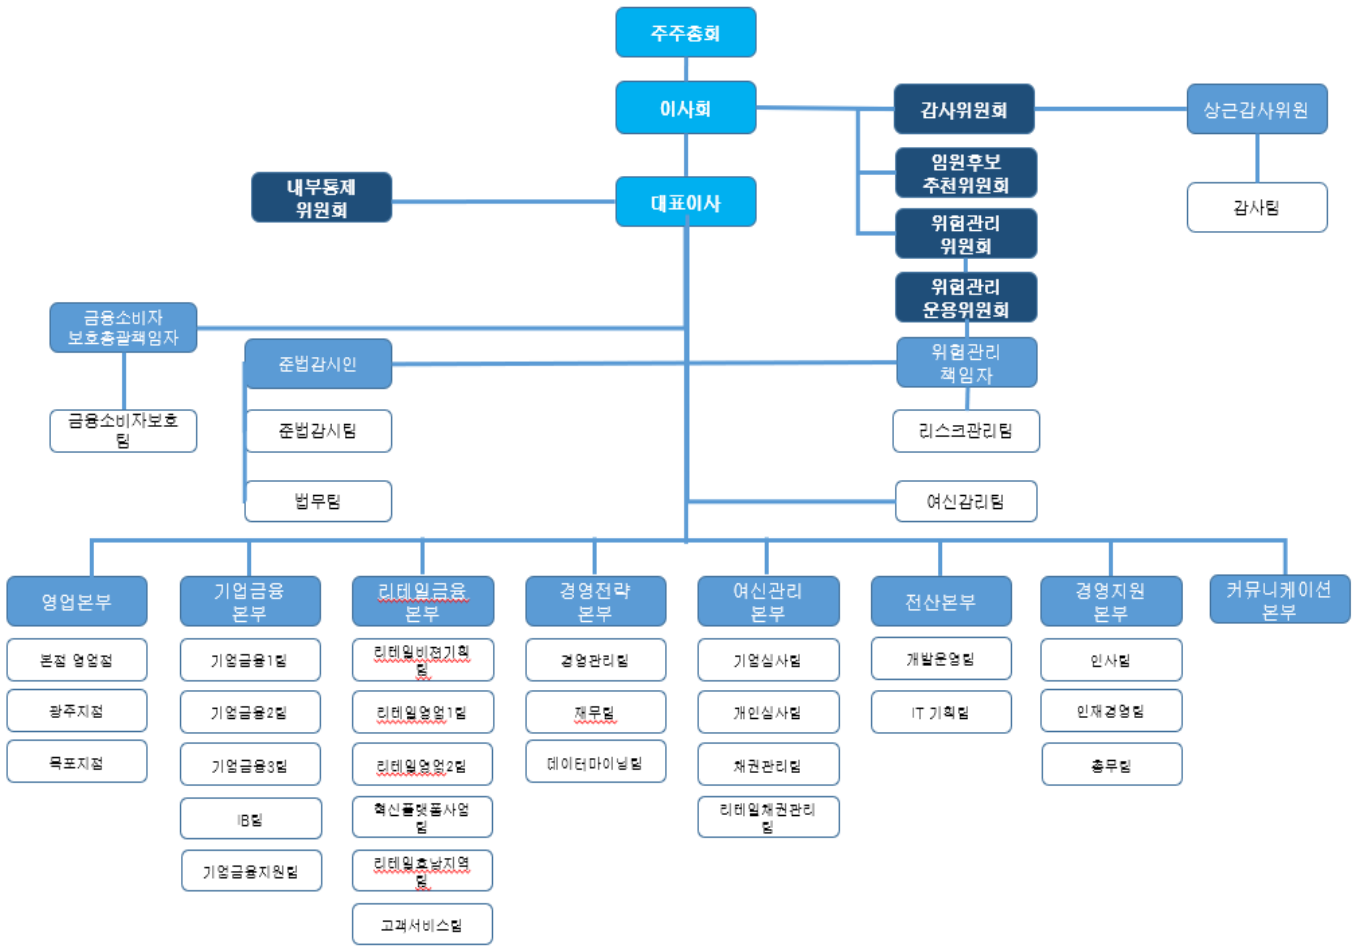 주주총회
이사회
감사위원회
상근감사위원
임원후보
추천위원회
내부통제
위원회
대표이사
감사팀
위험관리
위원회
위험관리
운용위원회
금융소비자
보호총괄책임자
준법감시인
위험관리
책임자
금융소비자보호
팀
준법감시팀
리스크관리팀
법무팀
여신감리팀
영업본부
기업금융
본부
리테일금융
본부
경영전략
본부
여신관리
본부
전산본부
경영지원
본부
커뮤니케이션
본부
본점 영업점
기업금융1팀
리테일비젼기획
팀
경영관리팀
기업심사팀
개발운영팀
인사팀
광주지점
기업금융2팀
리테일영업1팀
재무팀
개인심사팀
IT 기획팀
인재경영팀
목포지점
기업금융3팀
리테일영업2팀
데이터마이닝팀
채권관리팀
총무팀
IB팀
혁신플랫폼사업
팀
리테일채권관리
팀
기업금융지원팀
리테일호남지역
팀
고객서비스팀